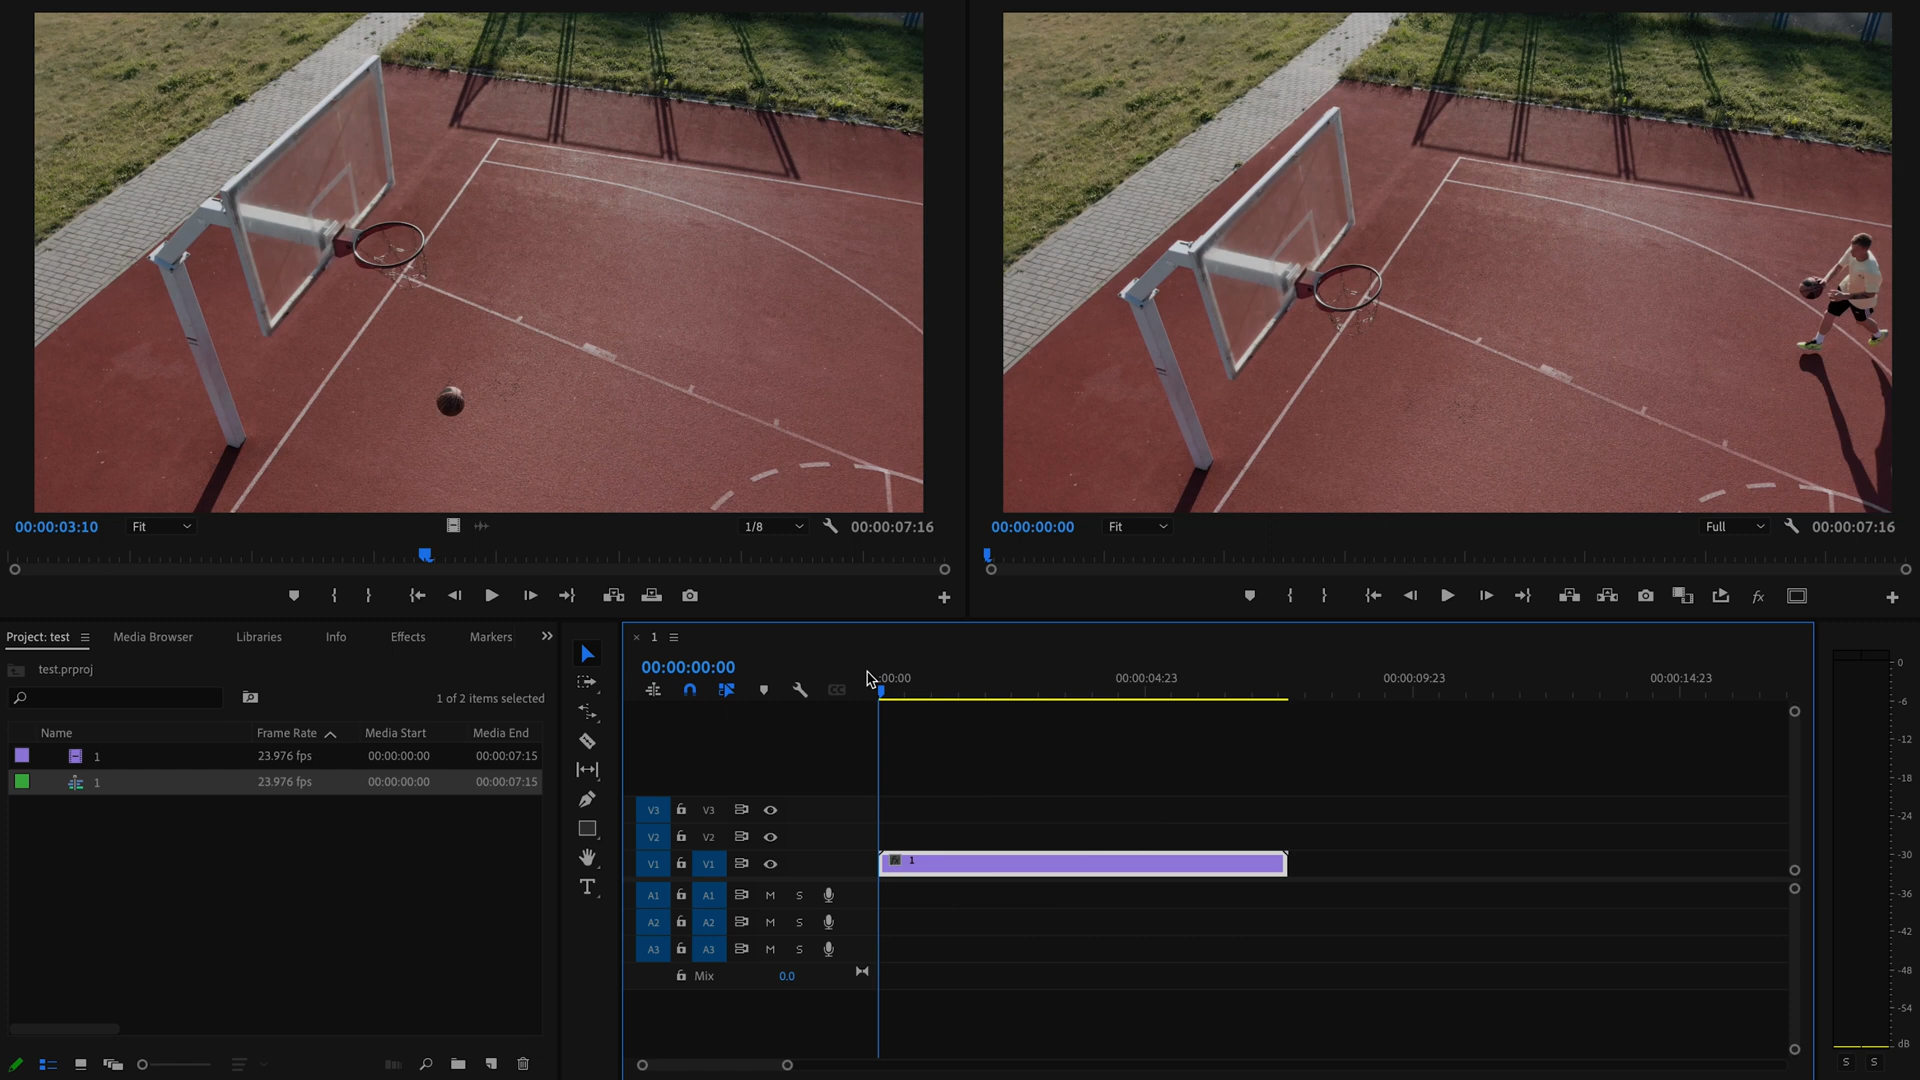 00:00:03:10 Fit 1/8 00:00:07:16
00:00:00:00 Fit Full 00:00:07:16
fx
Project: test Media Browser Libraries Info Effects Markers
test.prproj
1 of 2 items selected
Name Frame Rate Media Start Media End
1 23.976 fps 00:00:00:00 00:00:07:15
1 23.976 fps 00:00:00:00 00:00:07:15
T
× 1
00:00:00:00
:00:00 00:00:04:23 00:00:09:23 00:00:14:23
CC
V3 V3
V2 V2
V1 V1 fx 1
A1 A1 M S
A2 A2 M S
A3 A3 M S
Mix 0.0
0
-6
-12
-18
-24
-30
-36
-42
-48
-54
dB
S S